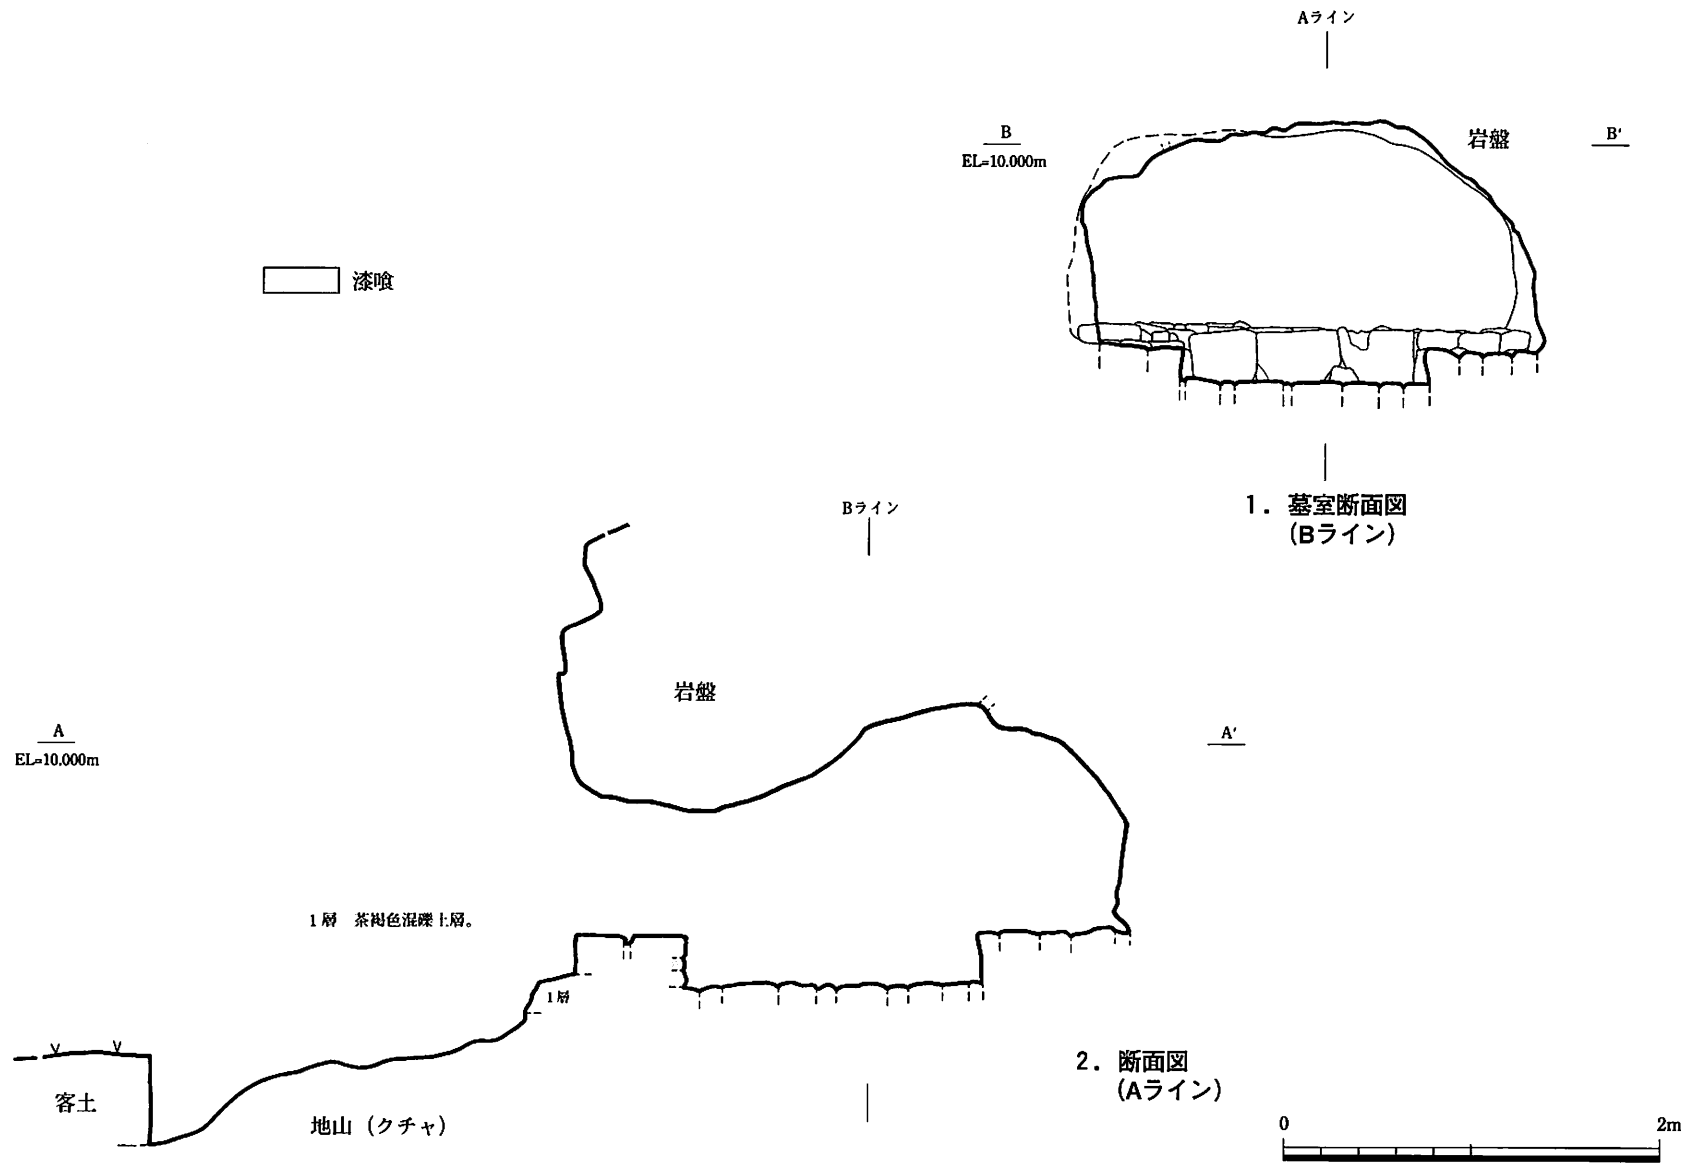 Aライン
B
EL=10.000m
岩盤
B'
漆喰
1．墓室断面図
（Bライン）
Bライン
岩盤
A
EL=10.000m
A'
1層　茶褐色混礫土層。
1層
客土
地山（クチャ）
2．断面図
（Aライン）
0
2m